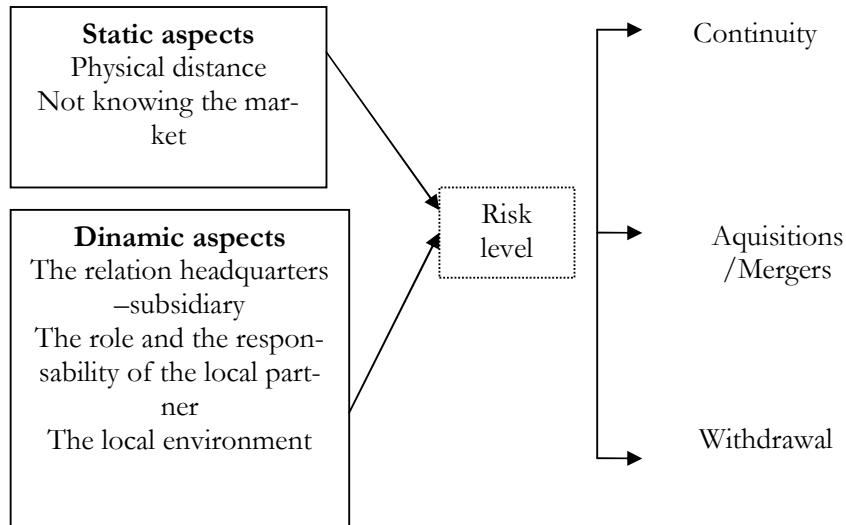 Static aspects
Physical distance
Not knowing the mar-
ket
Dinamic aspects
The relation headquarters
–subsidiary
The role and the respon-
sability of the local part-
ner
The local environment
Risk
level
Continuity
Aquisitions
/Mergers
Withdrawal